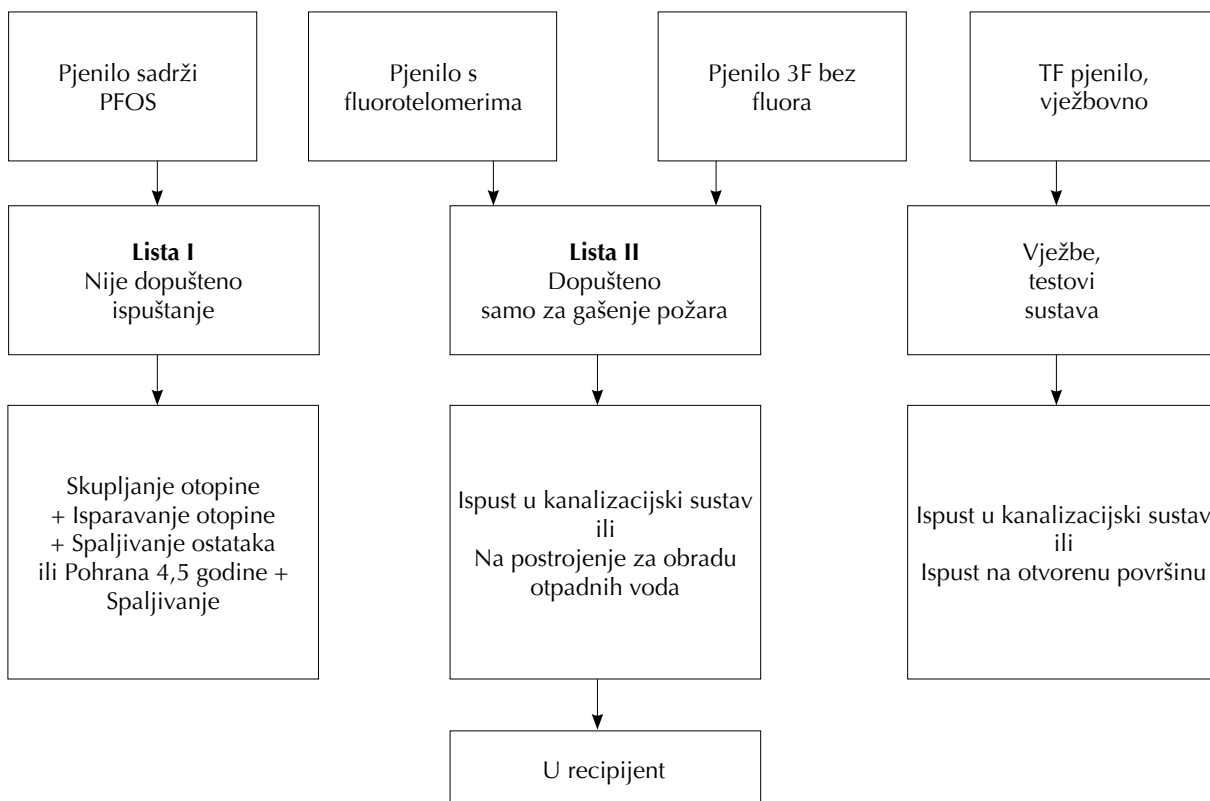 Pjenilo sadrži
PFOS
Pjenilo s
fluorotelomerima
Pjenilo 3F bez
fluora
TF pjenilo,
vježbovno
Lista I
Nije dopušteno
ispuštanje
Lista II
Dopušteno
samo za gašenje požara
Vježbe,
testovi
sustava
Skupljanje otopine
+ Isparavanje otopine
+ Spaljivanje ostataka
ili Pohrana 4,5 godine +
Spaljivanje
Ispust u kanalizacijski sustav
ili
Na postrojenje za obradu
otpadnih voda
Ispust u kanalizacijski sustav
ili
Ispust na otvorenu površinu
U recipijent